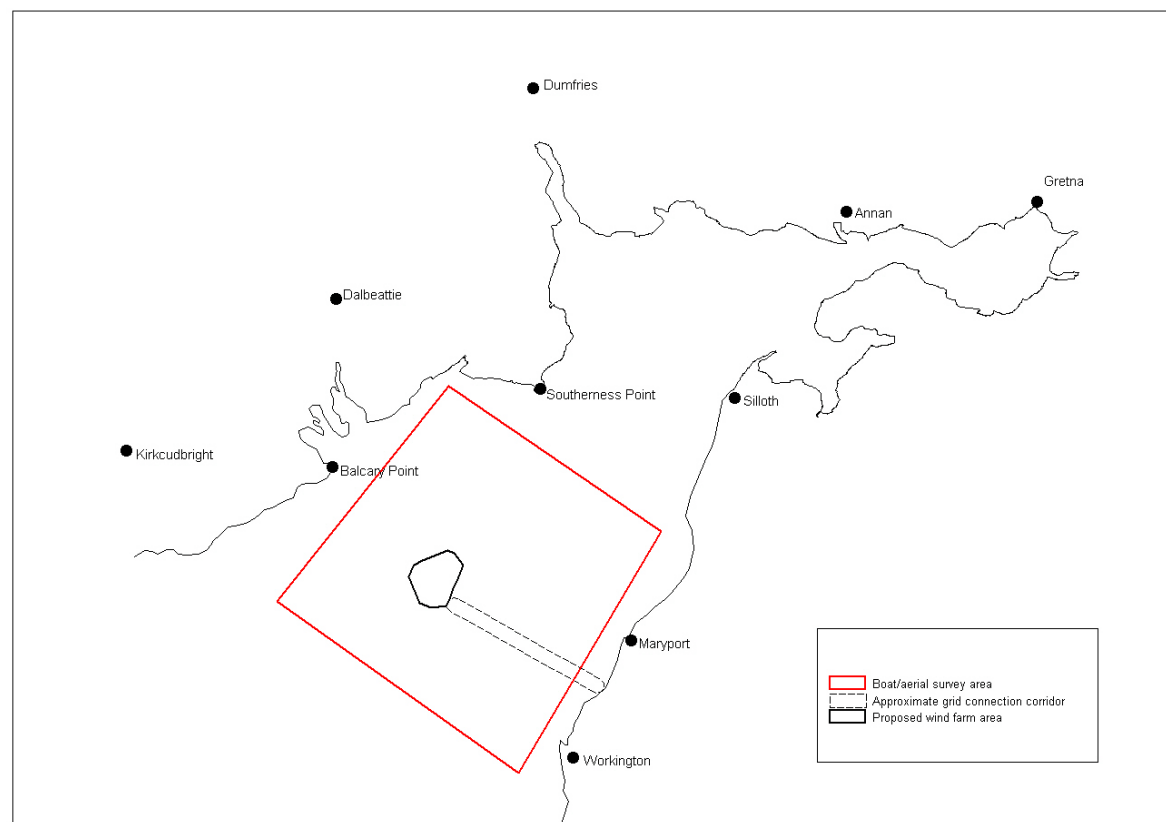 Dumfries
Gretna
Annan
Dalbeattie
Southerness Point
Silloth
Kirkcudbright
Balcary Point
Maryport
Boat/aerial survey area
Approximate grid connection corridor
Proposed wind farm area
Workington